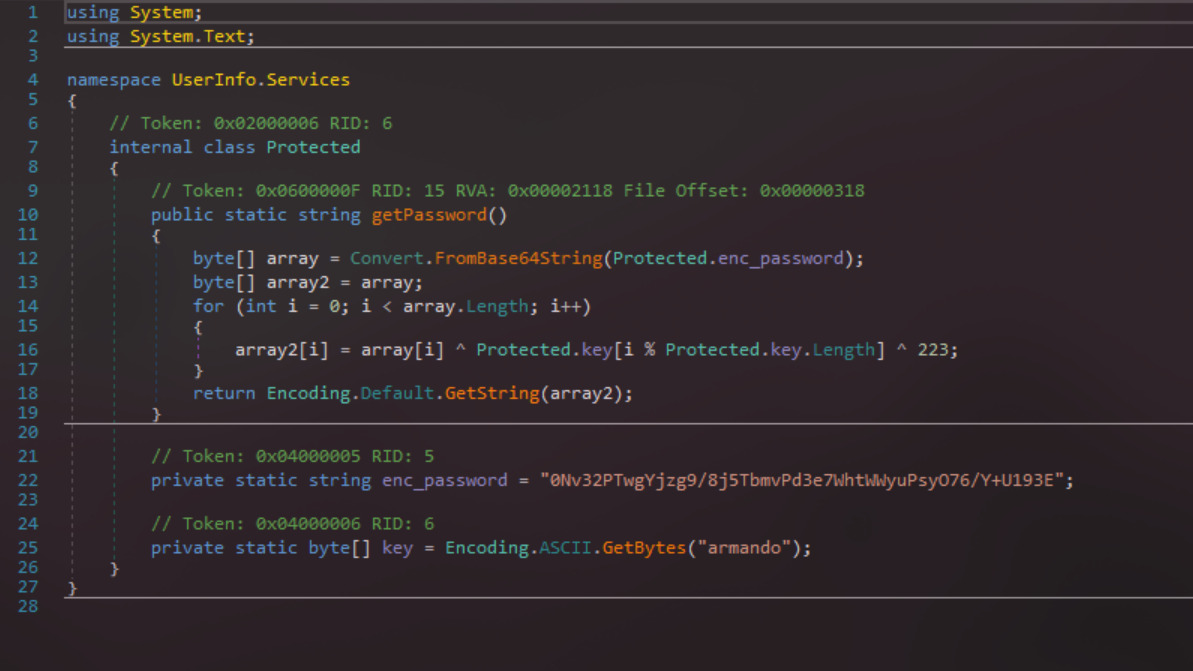 1 using System;
2 using System.Text;
3
4 namespace UserInfo.Services
5 {
6 // Token: 0x02000006 RID: 6
7 internal class Protected
8 {
9 // Token: 0x0600000F RID: 15 RVA: 0x00002118 File Offset: 0x00000318
10 public static string getPassword()
11 {
12 byte[] array = Convert.FromBase64String(Protected.enc_password);
13 byte[] array2 = array;
14 for (int i = 0; i < array.Length; i++)
15 {
16 array2[i] = array[i] ^ Protected.key[i % Protected.key.Length] ^ 223;
17 }
18 return Encoding.Default.GetString(array2);
19 }
20
21 // Token: 0x04000005 RID: 5
22 private static string enc_password = "0Nv32PTwgYjzg9/8j5TbmvPd3e7WhtWWyuPsyO76/Y+U193E";
23
24 // Token: 0x04000006 RID: 6
25 private static byte[] key = Encoding.ASCII.GetBytes("armando");
26 }
27 }
28